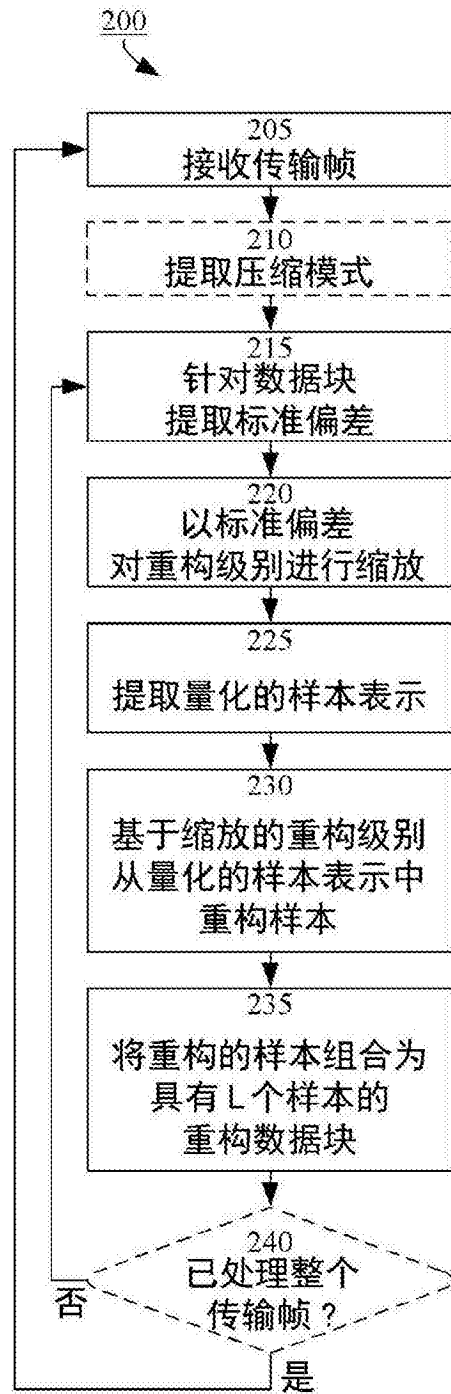 200
205
接收传输帧
210
提取压缩模式
215
针对数据块
提取标准偏差
220
以标准偏差
对重构级别进行缩放
225
提取量化的样本表示
230
基于缩放的重构级别
从量化的样本表示中
重构样本
235
将重构的样本组合为
具有L个样本的
重构数据块
240
已处理整个
传输帧？
否
是